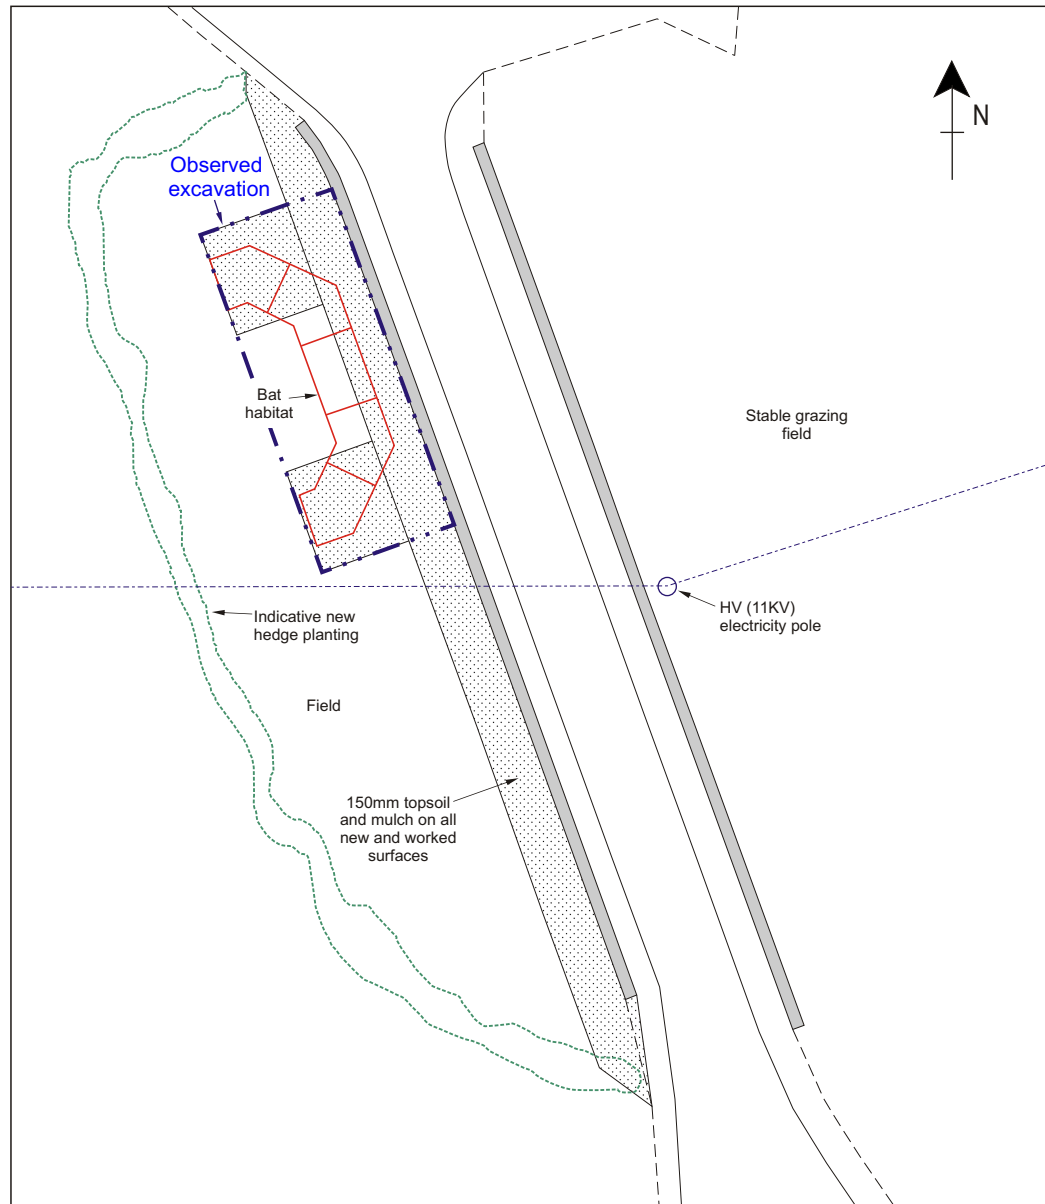 N
Observed
excavation
Bat
habitat
Stable grazing
field
HV (11KV)
electricity pole
Indicative new
hedge planting
Field
150mm topsoil
and mulch on all
new and worked
surfaces